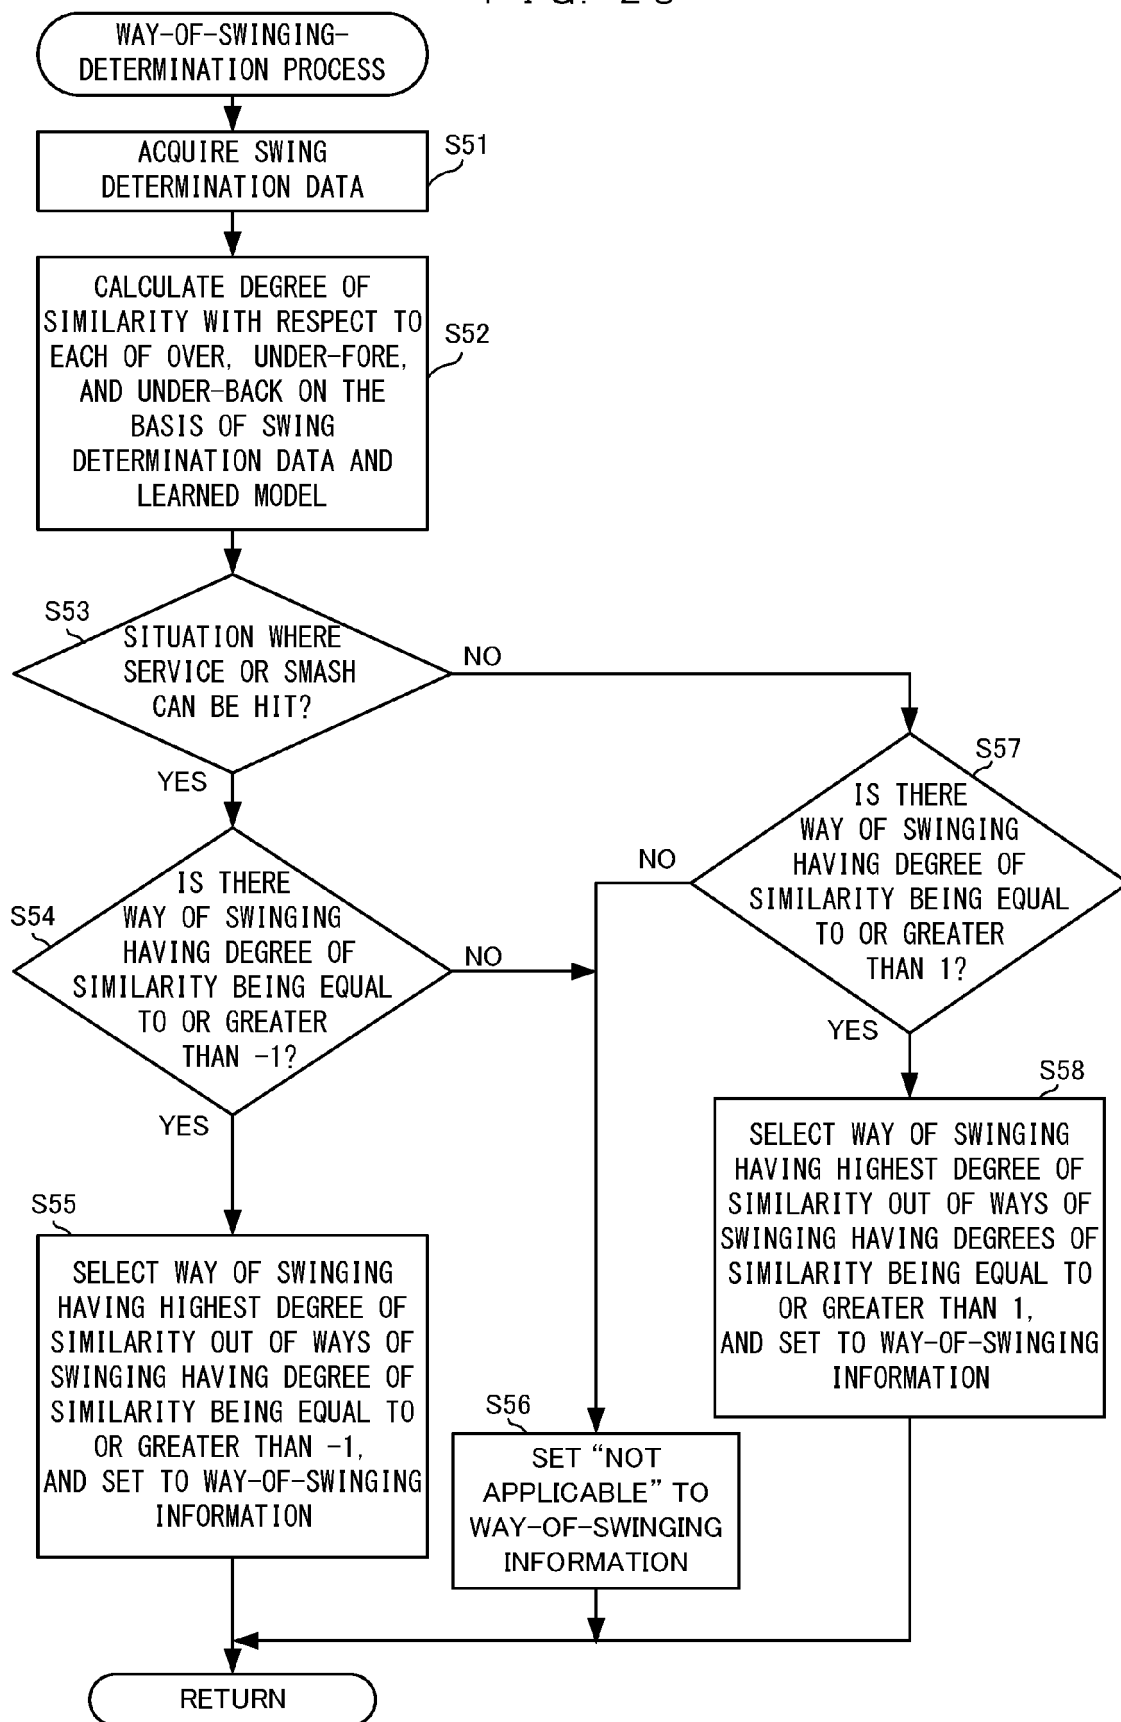 WAY-OF-SWINGING-
DETERMINATION PROCESS
S51
ACQUIRE SWING
DETERMINATION DATA
S52
CALCULATE DEGREE OF
SIMILARITY WITH RESPECT TO
EACH OF OVER, UNDER-FORE,
AND UNDER-BACK ON THE
BASIS OF SWING
DETERMINATION DATA AND
LEARNED MODEL
S53
SITUATION WHERE
SERVICE OR SMASH
CAN BE HIT?
NO
YES
S54
IS THERE
WAY OF SWINGING
HAVING DEGREE OF
SIMILARITY BEING EQUAL
TO OR GREATER
THAN -1?
NO
YES
S55
SELECT WAY OF SWINGING
HAVING HIGHEST DEGREE OF
SIMILARITY OUT OF WAYS OF
SWINGING HAVING DEGREE OF
SIMILARITY BEING EQUAL TO
OR GREATER THAN -1,
AND SET TO WAY-OF-SWINGING
INFORMATION
S56
SET “NOT
APPLICABLE” TO
WAY-OF-SWINGING
INFORMATION
S57
IS THERE
WAY OF SWINGING
HAVING DEGREE OF
SIMILARITY BEING EQUAL
TO OR GREATER
THAN 1?
NO
YES
S58
SELECT WAY OF SWINGING
HAVING HIGHEST DEGREE OF
SIMILARITY OUT OF WAYS OF
SWINGING HAVING DEGREES OF
SIMILARITY BEING EQUAL TO
OR GREATER THAN 1,
AND SET TO WAY-OF-SWINGING
INFORMATION
RETURN